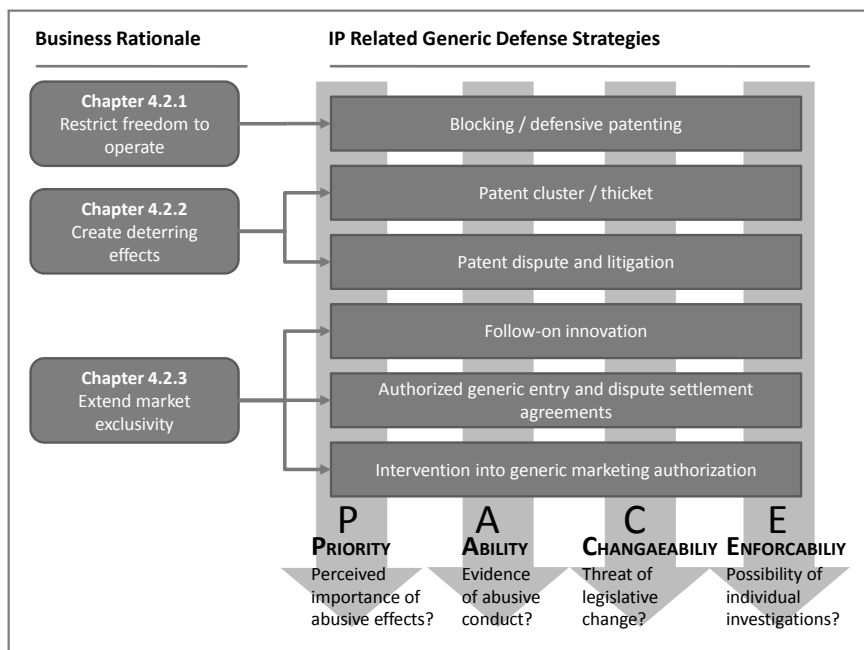 Business Rationale
IP Related Generic Defense Strategies
Chapter 4.2.1
Restrict freedom to
operate
Blocking / defensive patenting
Chapter 4.2.2
Create deterring
effects
Patent cluster / thicket
Patent dispute and litigation
Chapter 4.2.3
Extend market
exclusivity
Follow-on innovation
Authorized generic entry and dispute settlement
agreements
Intervention into generic marketing authorization
P
PRIORITY
Perceived
importance of
abusive effects?
A
ABILITY
Evidence
of abusive
conduct?
C
CHANGAEABILIY
Threat of
legislative
change?
E
ENFORCABILIY
Possibility of
individual
investigations?